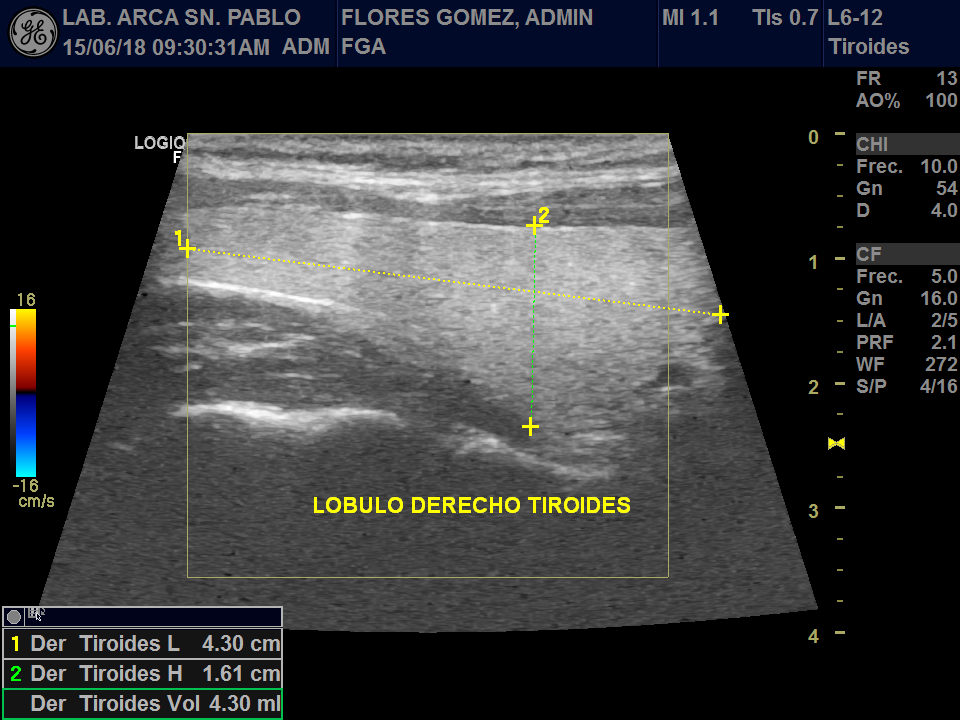 LAB. ARCA SN. PABLO
15/06/18 09:30:31AM ADM
FLORES GOMEZ, ADMIN
FGA
MI 1.1 TIs 0.7
L6-12
Tiroides
FR 13
AO% 100
CHI
Frec. 10.0
Gn 54
D 4.0
CF
Frec. 5.0
Gn 16.0
L/A 2/5
PRF 2.1
WF 272
S/P 4/16
LOGIQ
F
0
1
2
3
4
1
2
16
-16
cm/s
LOBULO DERECHO TIROIDES
1 Der Tiroides L 4.30 cm
2 Der Tiroides H 1.61 cm
Der Tiroides Vol 4.30 ml